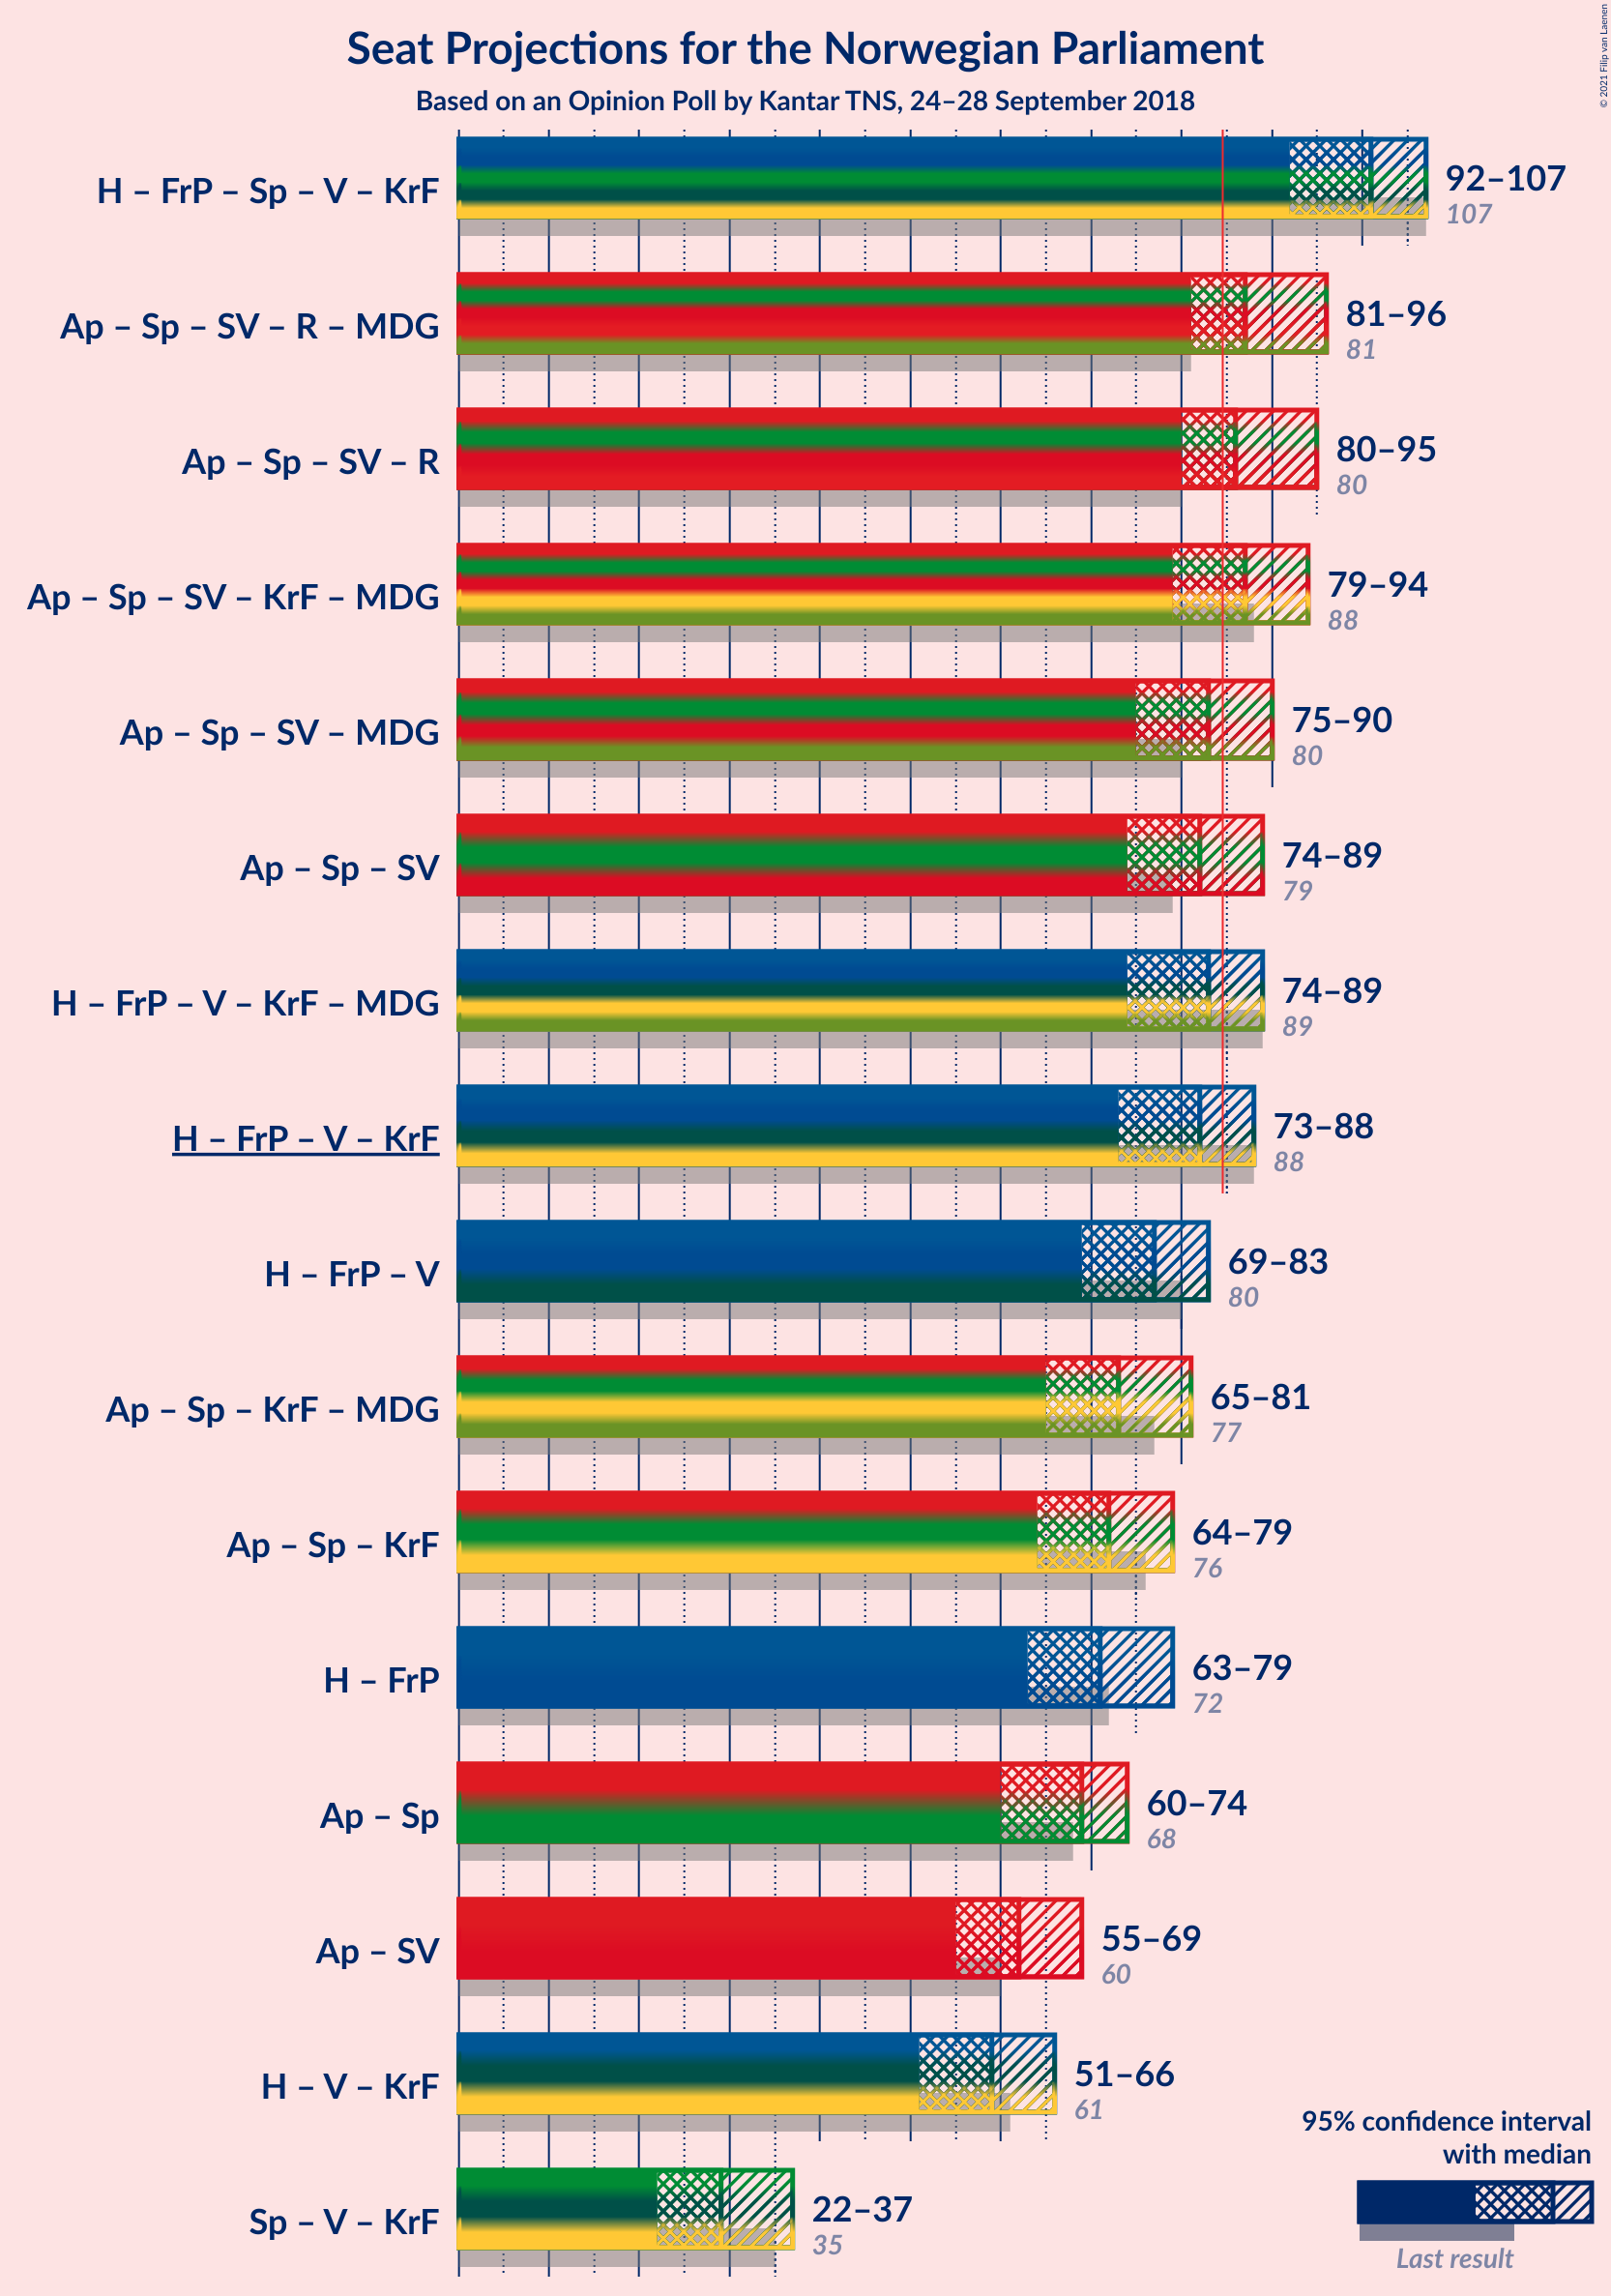 © 2021 Filip van Laenen
Seat Projections for the Norwegian Parliament
Based on an Opinion Poll by Kantar TNS, 24–28 September 2018
H – FrP – Sp – V – KrF
92–107
107
Ap – Sp – SV – R – MDG
81–96
81
Ap – Sp – SV – R
80–95
80
Ap – Sp – SV – KrF – MDG
79–94
88
Ap – Sp – SV – MDG
75–90
80
Ap – Sp – SV
74–89
79
H – FrP – V – KrF – MDG
74–89
89
H – FrP – V – KrF
73–88
88
H – FrP – V
69–83
80
Ap – Sp – KrF – MDG
65–81
77
Ap – Sp – KrF
64–79
76
H – FrP
63–79
72
Ap – Sp
60–74
68
Ap – SV
55–69
60
H – V – KrF
51–66
61
Sp – V – KrF
22–37
35
95% confidence interval
with median
Last result